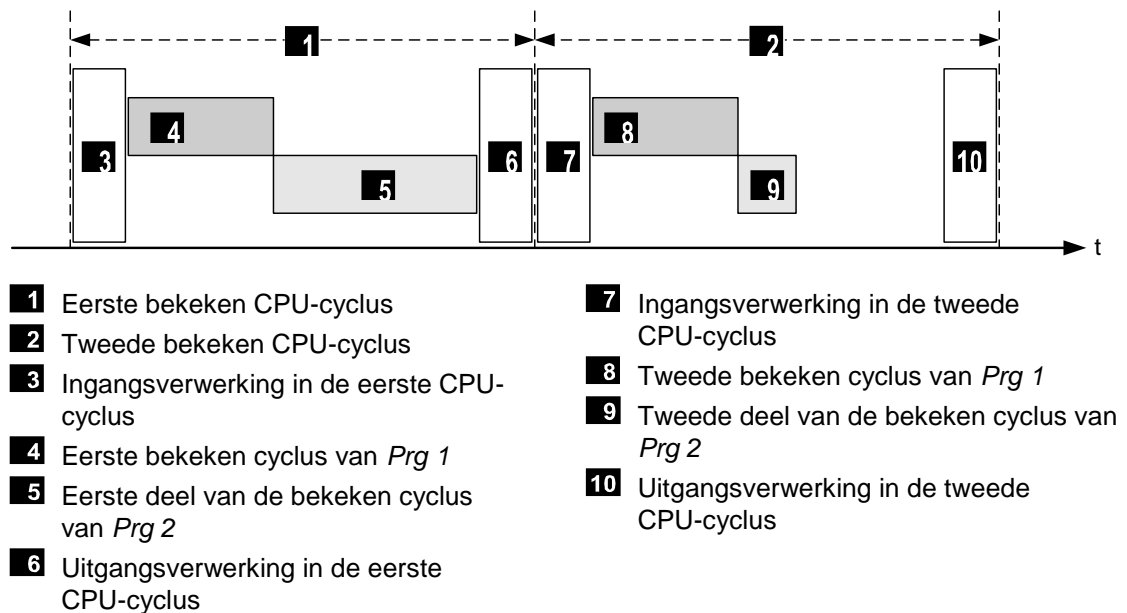 1
2
3
4
5
6
7
8
9
10
t
1 Eerste bekeken CPU-cyclus
2 Tweede bekeken CPU-cyclus
3 Ingangsverwerking in de eerste CPU-
cyclus
4 Eerste bekeken cyclus van Prg 1
5 Eerste deel van de bekeken cyclus
van Prg 2
6 Uitgangsverwerking in de eerste
CPU-cyclus
7 Ingangsverwerking in de tweede
CPU-cyclus
8 Tweede bekeken cyclus van Prg 1
9 Tweede deel van de bekeken cyclus van
Prg 2
10 Uitgangsverwerking in de tweede
CPU-cyclus